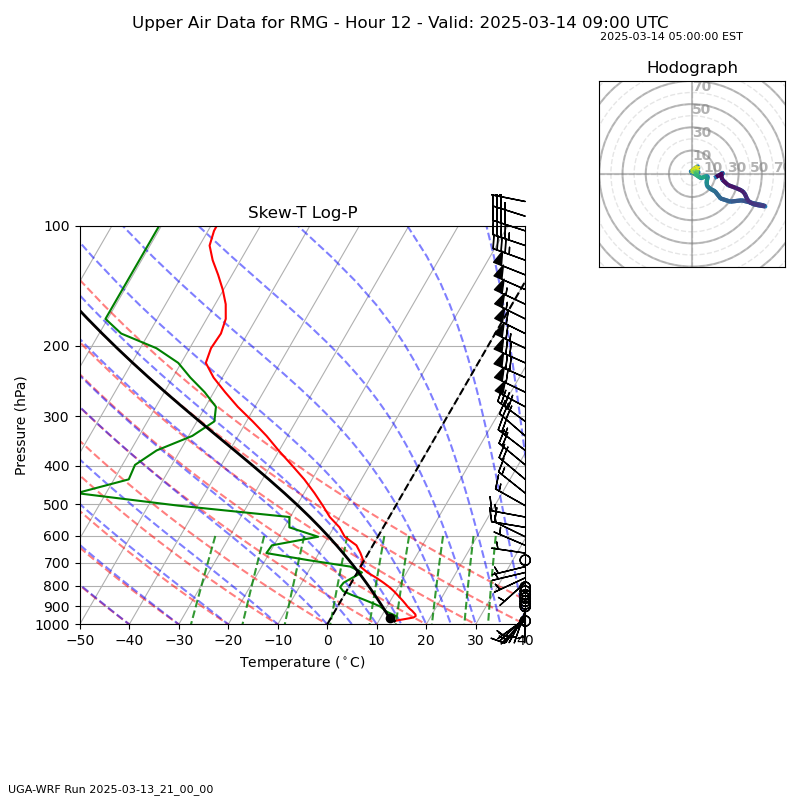 Upper Air Data for RMG - Hour 12 - Valid: 2025-03-14 09:00 UTC
2025-03-14 05:00:00 EST
Hodograph
70
50
30
10
10 30 50 70
Skew-T Log-P
100
200
300
400
500
600
700
800
900
1000
Pressure (hPa)
−50 −40 −30 −20 −10 0 10 20 30 40
Temperature (°C)
UGA-WRF Run 2025-03-13_21_00_00